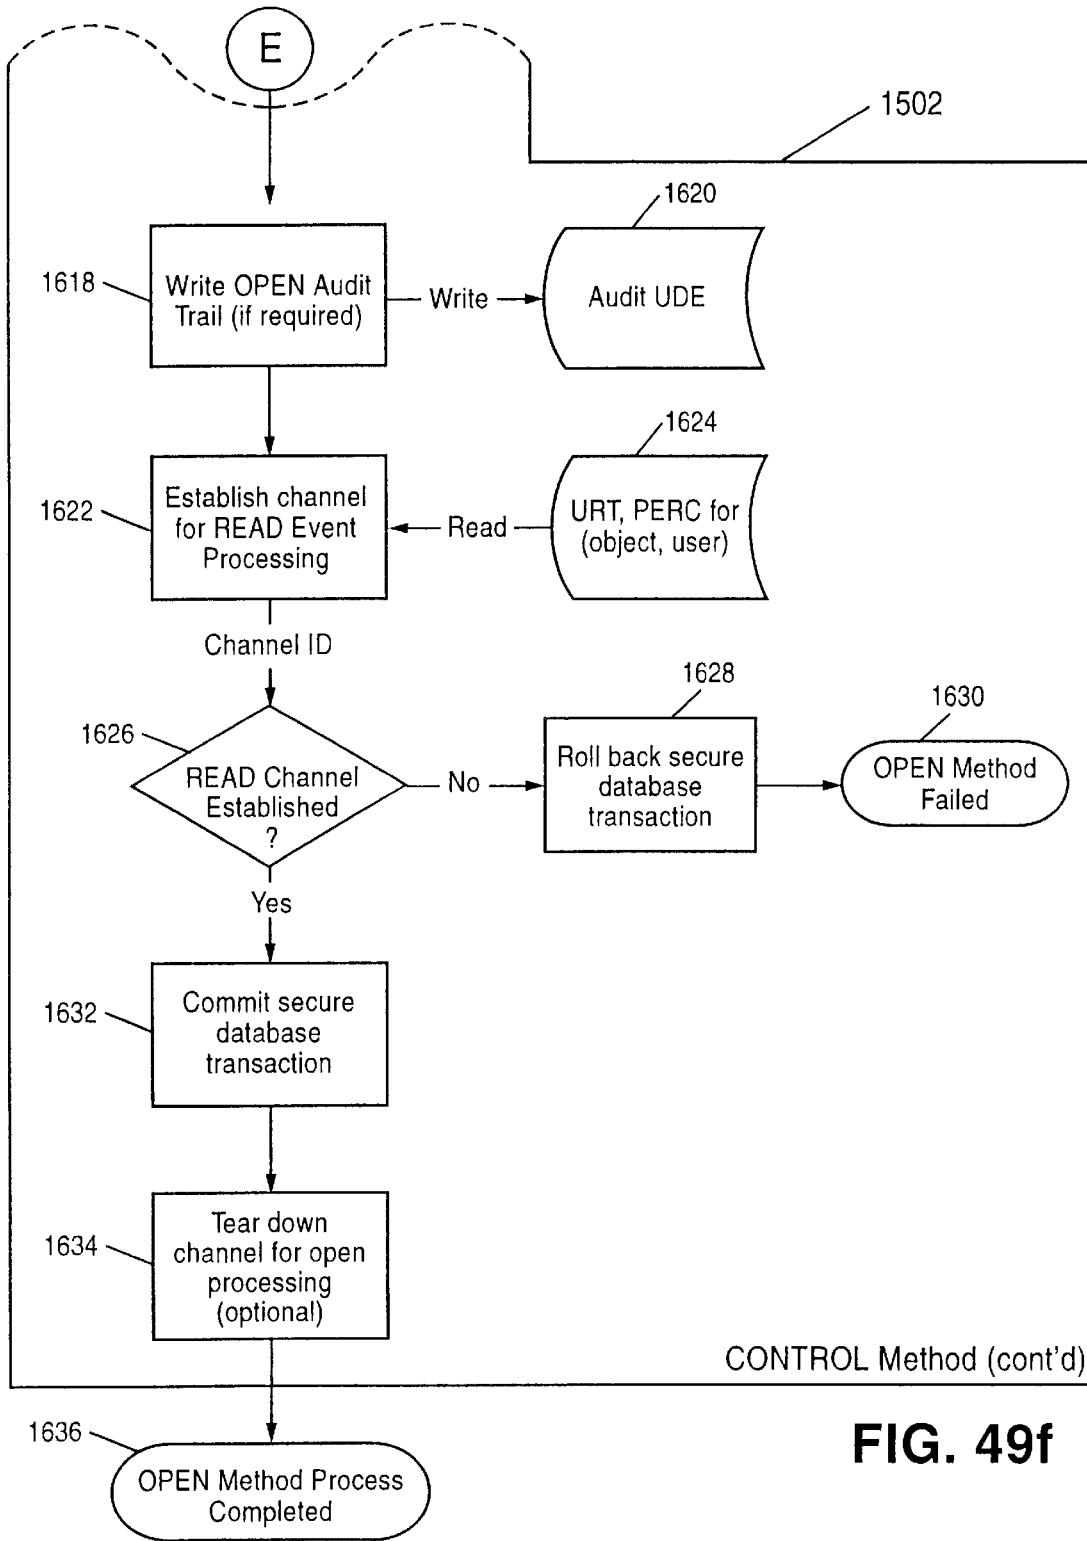 E
1502
1620
1618
Write OPEN Audit
Trail (if required)
Write
Audit UDE
1624
1622
Establish channel
for READ Event
Processing
Read
URT, PERC for
(object, user)
Channel ID
1628
1630
1626
READ Channel
Established
?
No
Roll back secure
database
transaction
OPEN Method
Failed
Yes
1632
Commit secure
database
transaction
1634
Tear down
channel for open
processing
(optional)
CONTROL Method (cont'd)
1636
OPEN Method Process
Completed
FIG. 49f